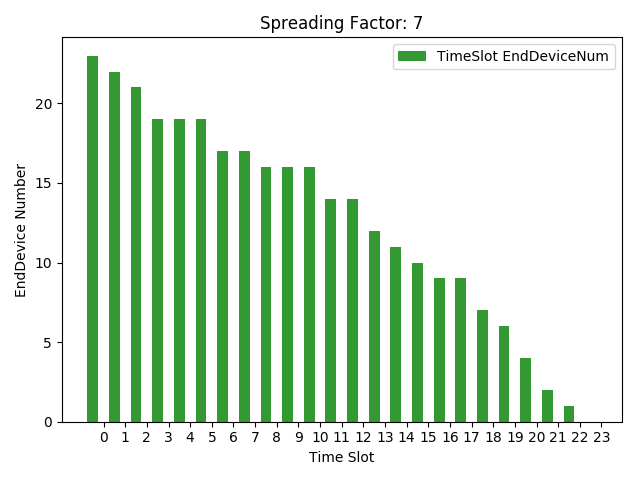 Spreading Factor: 7
TimeSlot EndDeviceNum
20
15
10
5
0
EndDevice Number
0 1 2 3 4 5 6 7 8 9 10 11 12 13 14 15 16 17 18 19 20 21 22 23
Time Slot